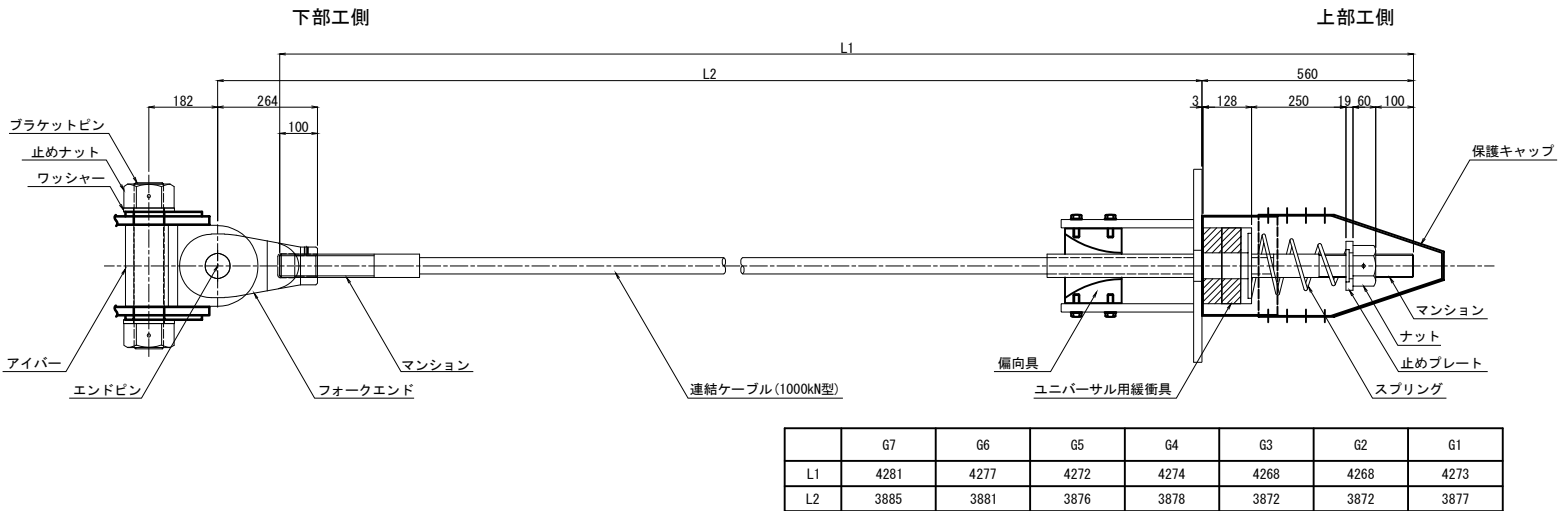 下部工側
上部工側
L1
L2
560
182
264
3
128
250
19
60
100
100
ブラケットピン
止めナット
ワッシャー
保護キャップ
アイバー
エンドピン
フォークエンド
マンション
連結ケーブル(1000kN型)
偏向具
ユニバーサル用緩衝具
マンション
ナット
止めプレート
スプリング
G7 G6 G5 G4 G3 G2 G1
L1 4281 4277 4272 4274 4268 4268 4273
L2 3885 3881 3876 3878 3872 3872 3877